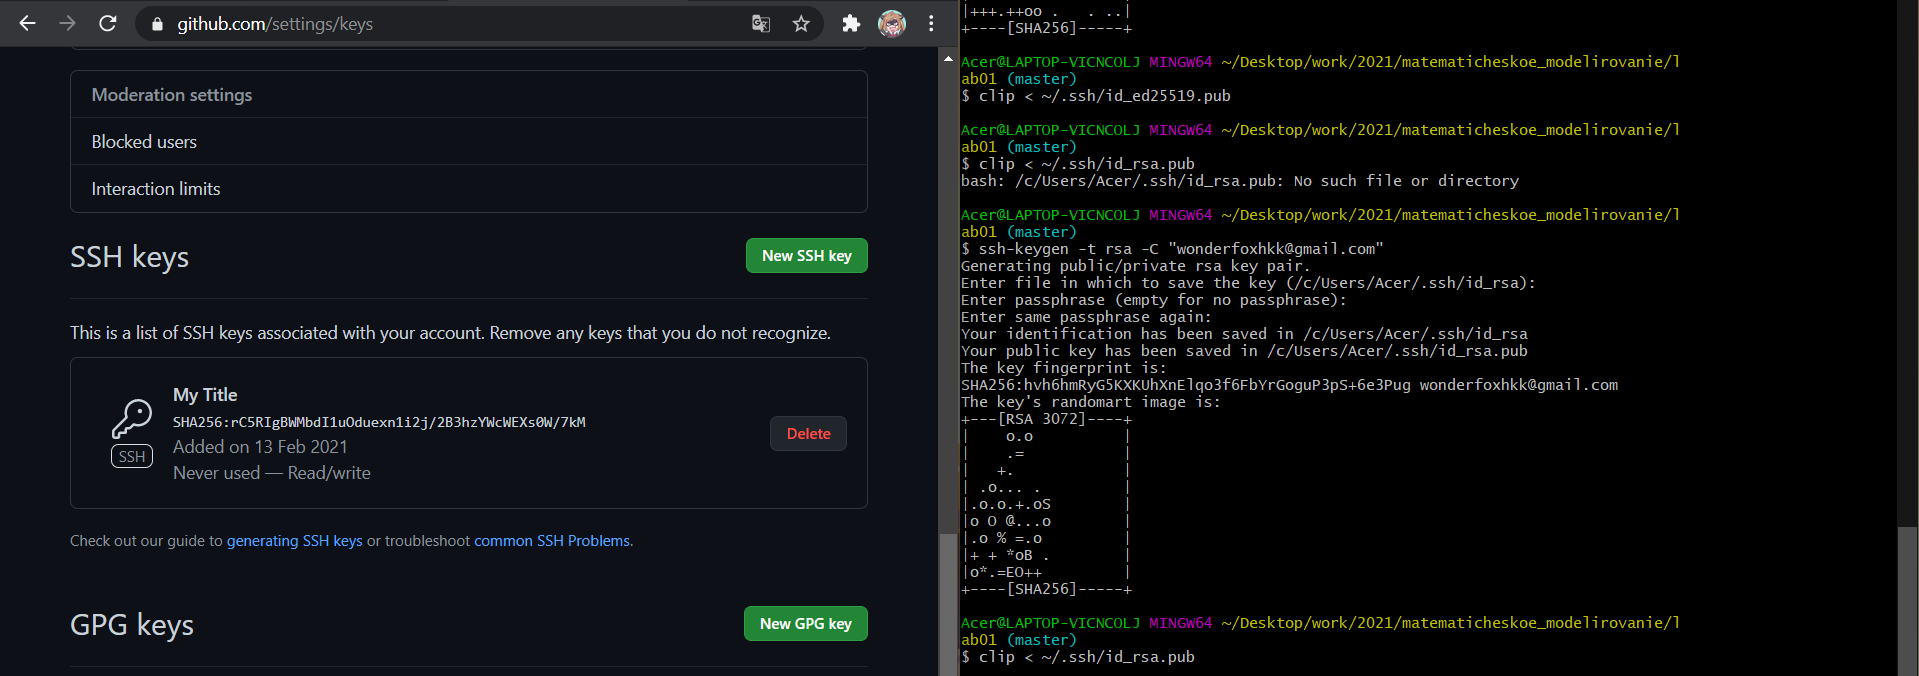 github.com/settings/keys
Moderation settings
Blocked users
Interaction limits
SSH keys
New SSH key
This is a list of SSH keys associated with your account. Remove any keys that you do not recognize.
My Title
SHA256:rC5RIgBWMbdI1uOduexn1i2j/2B3hzYWcWEXs0W/7kM
Added on 13 Feb 2021
Never used — Read/write
SSH
Delete
Check out our guide to generating SSH keys or troubleshoot common SSH Problems.
GPG keys
New GPG key
|+++.++oo .   . ..|
+----[SHA256]-----+
Acer@LAPTOP-VICNCOLJ MINGW64 ~/Desktop/work/2021/matematicheskoe_modelirovanie/l
ab01 (master)
$ clip < ~/.ssh/id_ed25519.pub
Acer@LAPTOP-VICNCOLJ MINGW64 ~/Desktop/work/2021/matematicheskoe_modelirovanie/l
ab01 (master)
$ clip < ~/.ssh/id_rsa.pub
bash: /c/Users/Acer/.ssh/id_rsa.pub: No such file or directory
Acer@LAPTOP-VICNCOLJ MINGW64 ~/Desktop/work/2021/matematicheskoe_modelirovanie/l
ab01 (master)
$ ssh-keygen -t rsa -C "wonderfoxhkk@gmail.com"
Generating public/private rsa key pair.
Enter file in which to save the key (/c/Users/Acer/.ssh/id_rsa):
Enter passphrase (empty for no passphrase):
Enter same passphrase again:
Your identification has been saved in /c/Users/Acer/.ssh/id_rsa
Your public key has been saved in /c/Users/Acer/.ssh/id_rsa.pub
The key fingerprint is:
SHA256:hvh6hmRyG5KXKUhXnElqo3f6FbYrGoguP3pS+6e3Pug wonderfoxhkk@gmail.com
The key's randomart image is:
+---[RSA 3072]----+
|    o.o          |
|    .=           |
|   +.            |
| .o... .         |
|.o.o.+.oS        |
|o O @...o        |
|.o % =.o         |
|+ + *oB .        |
|o*.=EO++         |
+----[SHA256]-----+
Acer@LAPTOP-VICNCOLJ MINGW64 ~/Desktop/work/2021/matematicheskoe_modelirovanie/l
ab01 (master)
$ clip < ~/.ssh/id_rsa.pub